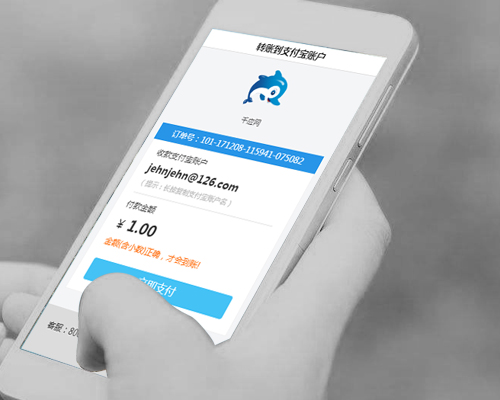 转账到支付宝账户
千应网
订单号：101-171208-115941-075082
收款支付宝账户
jehnjehn@126.com
（提示：长按复制支付宝账户名）
付款金额
¥ 1.00
金额(含小数)正确，才会到账!
立即支付
客服：80